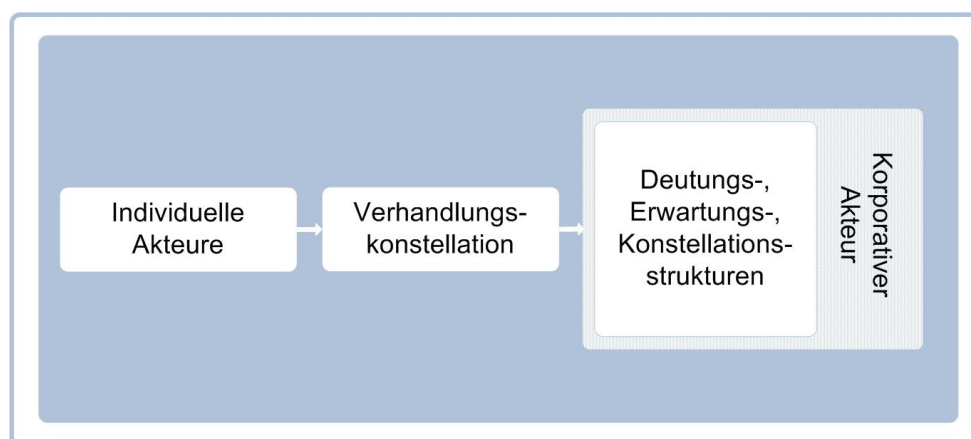 Individuelle
Akteure
Verhandlungs-
konstellation
Deutungs-,
Erwartungs-,
Konstellations-
strukturen
Korporativer
Akteur